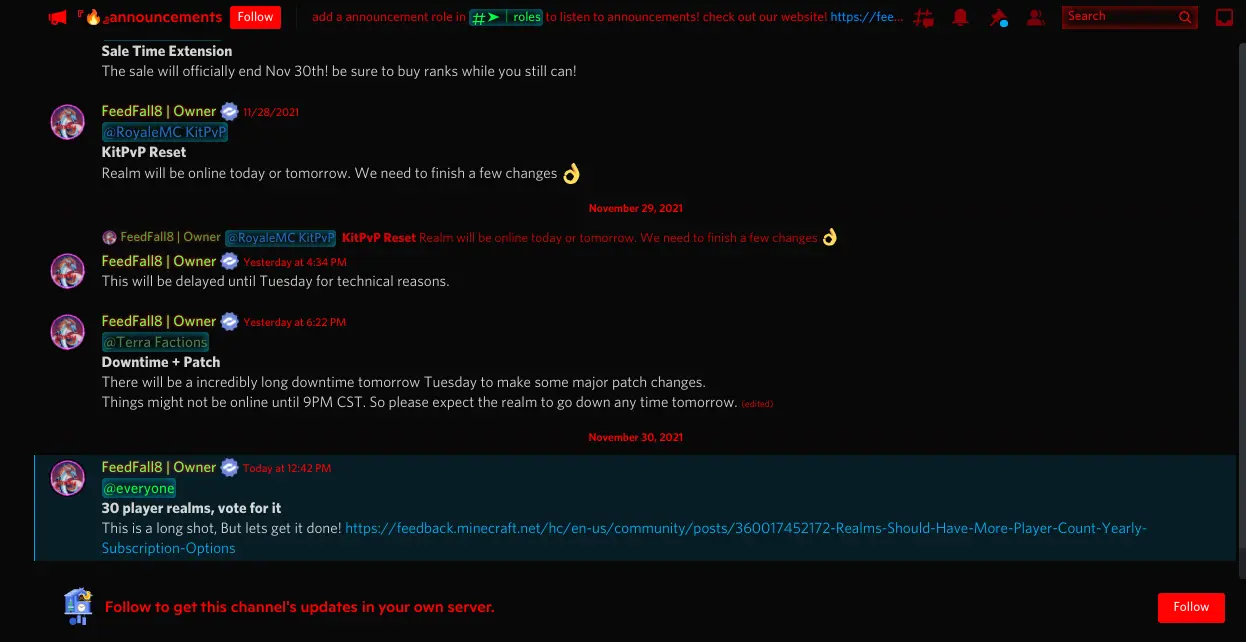 announcements Follow add a announcement role in #➤ | roles to listen to announcements! check out our website! https://fee... Search
Sale Time Extension
The sale will officially end Nov 30th! be sure to buy ranks while you still can!
FeedFall8 | Owner 11/28/2021
@RoyaleMC KitPvP
KitPvP Reset
Realm will be online today or tomorrow. We need to finish a few changes 👌
November 29, 2021
FeedFall8 | Owner @RoyaleMC KitPvP KitPvP Reset Realm will be online today or tomorrow. We need to finish a few changes 👌
FeedFall8 | Owner Yesterday at 4:34 PM
This will be delayed until Tuesday for technical reasons.
FeedFall8 | Owner Yesterday at 6:22 PM
@Terra Factions
Downtime + Patch
There will be a incredibly long downtime tomorrow Tuesday to make some major patch changes.
Things might not be online until 9PM CST. So please expect the realm to go down any time tomorrow. (edited)
November 30, 2021
FeedFall8 | Owner Today at 12:42 PM
@everyone
30 player realms, vote for it
This is a long shot, But lets get it done! https://feedback.minecraft.net/hc/en-us/community/posts/360017452172-Realms-Should-Have-More-Player-Count-Yearly-
Subscription-Options
Follow to get this channel's updates in your own server. Follow